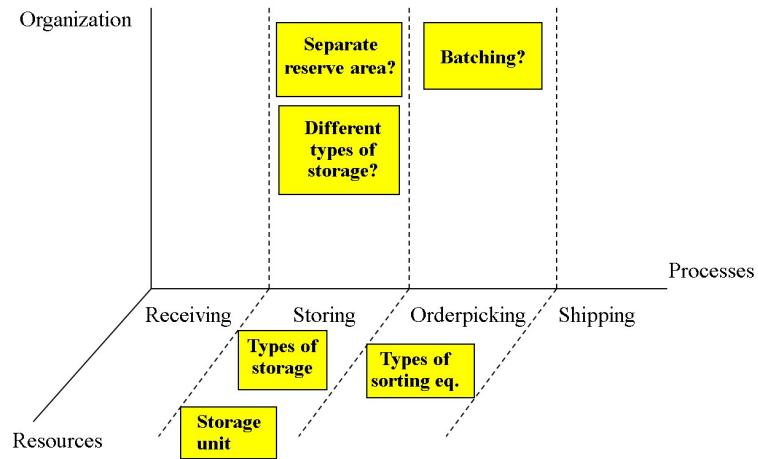 Organization
Separate
reserve area?
Batching?
Different
types of
storage?
Processes
Receiving
Storing
Orderpicking
Shipping
Types of
storage
Types of
sorting eq.
Storage
unit
Resources